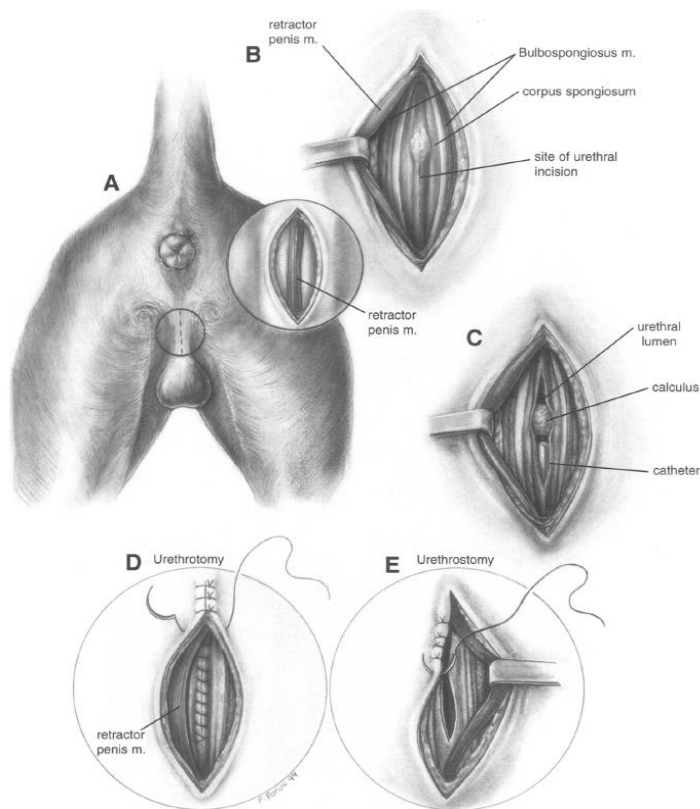 retractor
penis m.
B
Bulbospongiosus m.
corpus spongiosum
site of urethral
incision
A
retractor
penis m.
C
urethral
lumen
calculus
catheter
D
Urethrotomy
retractor
penis m.
E
Urethrostomy